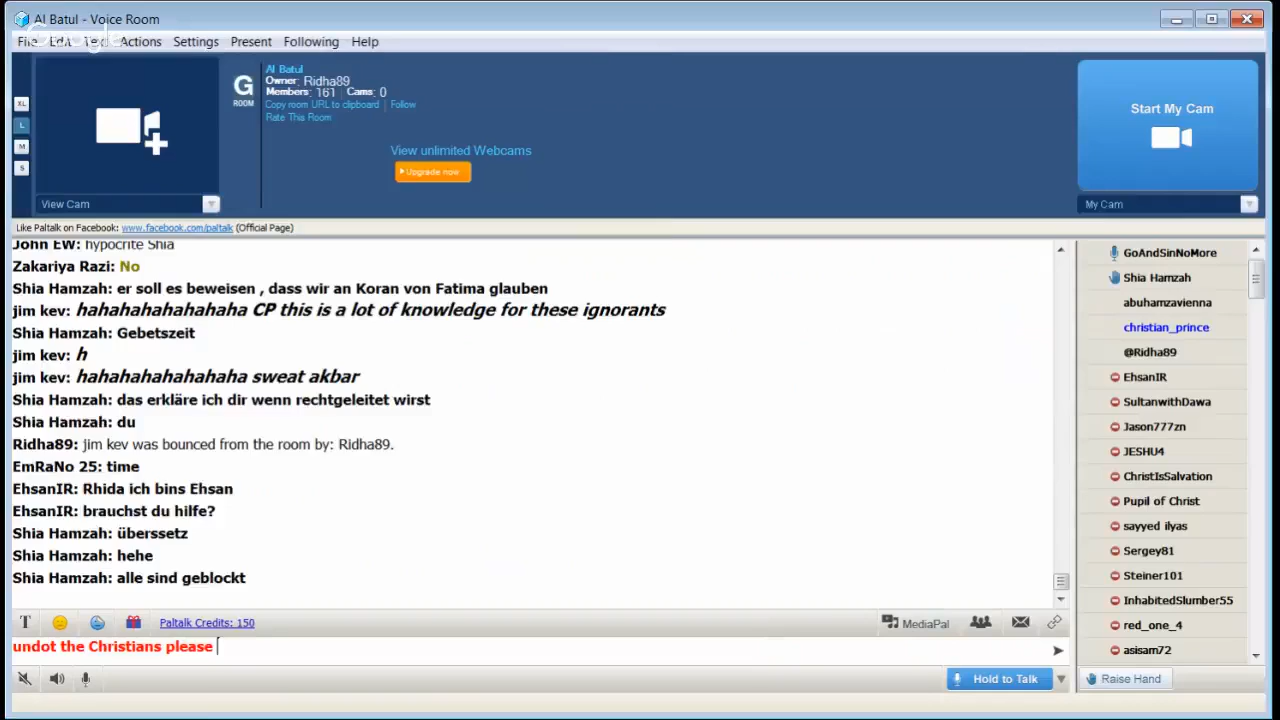 Al Batul - Voice Room
File Edit Text Actions Settings Present Following Help
Google
XL
L
M
S
View Cam
G
ROOM
Al Batul
Owner: Ridha89
Members: 161 Cams: 0
Copy room URL to clipboard | Follow
Rate This Room
View unlimited Webcams
Upgrade now
Start My Cam
My Cam
Like Paltalk on Facebook: www.facebook.com/paltalk (Official Page)
John EW: hypocrite Shia
Zakariya Razi: No
Shia Hamzah: er soll es beweisen , dass wir an Koran von Fatima glauben
jim kev: hahahahahahahaha CP this is a lot of knowledge for these ignorants
Shia Hamzah: Gebetszeit
jim kev: h
jim kev: hahahahahahahaha sweat akbar
Shia Hamzah: das erkläre ich dir wenn rechtgeleitet wirst
Shia Hamzah: du
Ridha89: jim kev was bounced from the room by: Ridha89.
EmRaNo 25: time
EhsanIR: Rhida ich bins Ehsan
EhsanIR: brauchst du hilfe?
Shia Hamzah: überssetz
Shia Hamzah: hehe
Shia Hamzah: alle sind geblockt
T
Paltalk Credits: 150
MediaPal
undot the Christians please
Hold to Talk
GoAndSinNoMore
Shia Hamzah
abuhamzavienna
christian_prince
@Ridha89
EhsanIR
SultanwithDawa
Jason777zn
JESHU4
ChristIsSalvation
Pupil of Christ
sayyed ilyas
Sergey81
Steiner101
InhabitedSlumber55
red_one_4
asisam72
Raise Hand